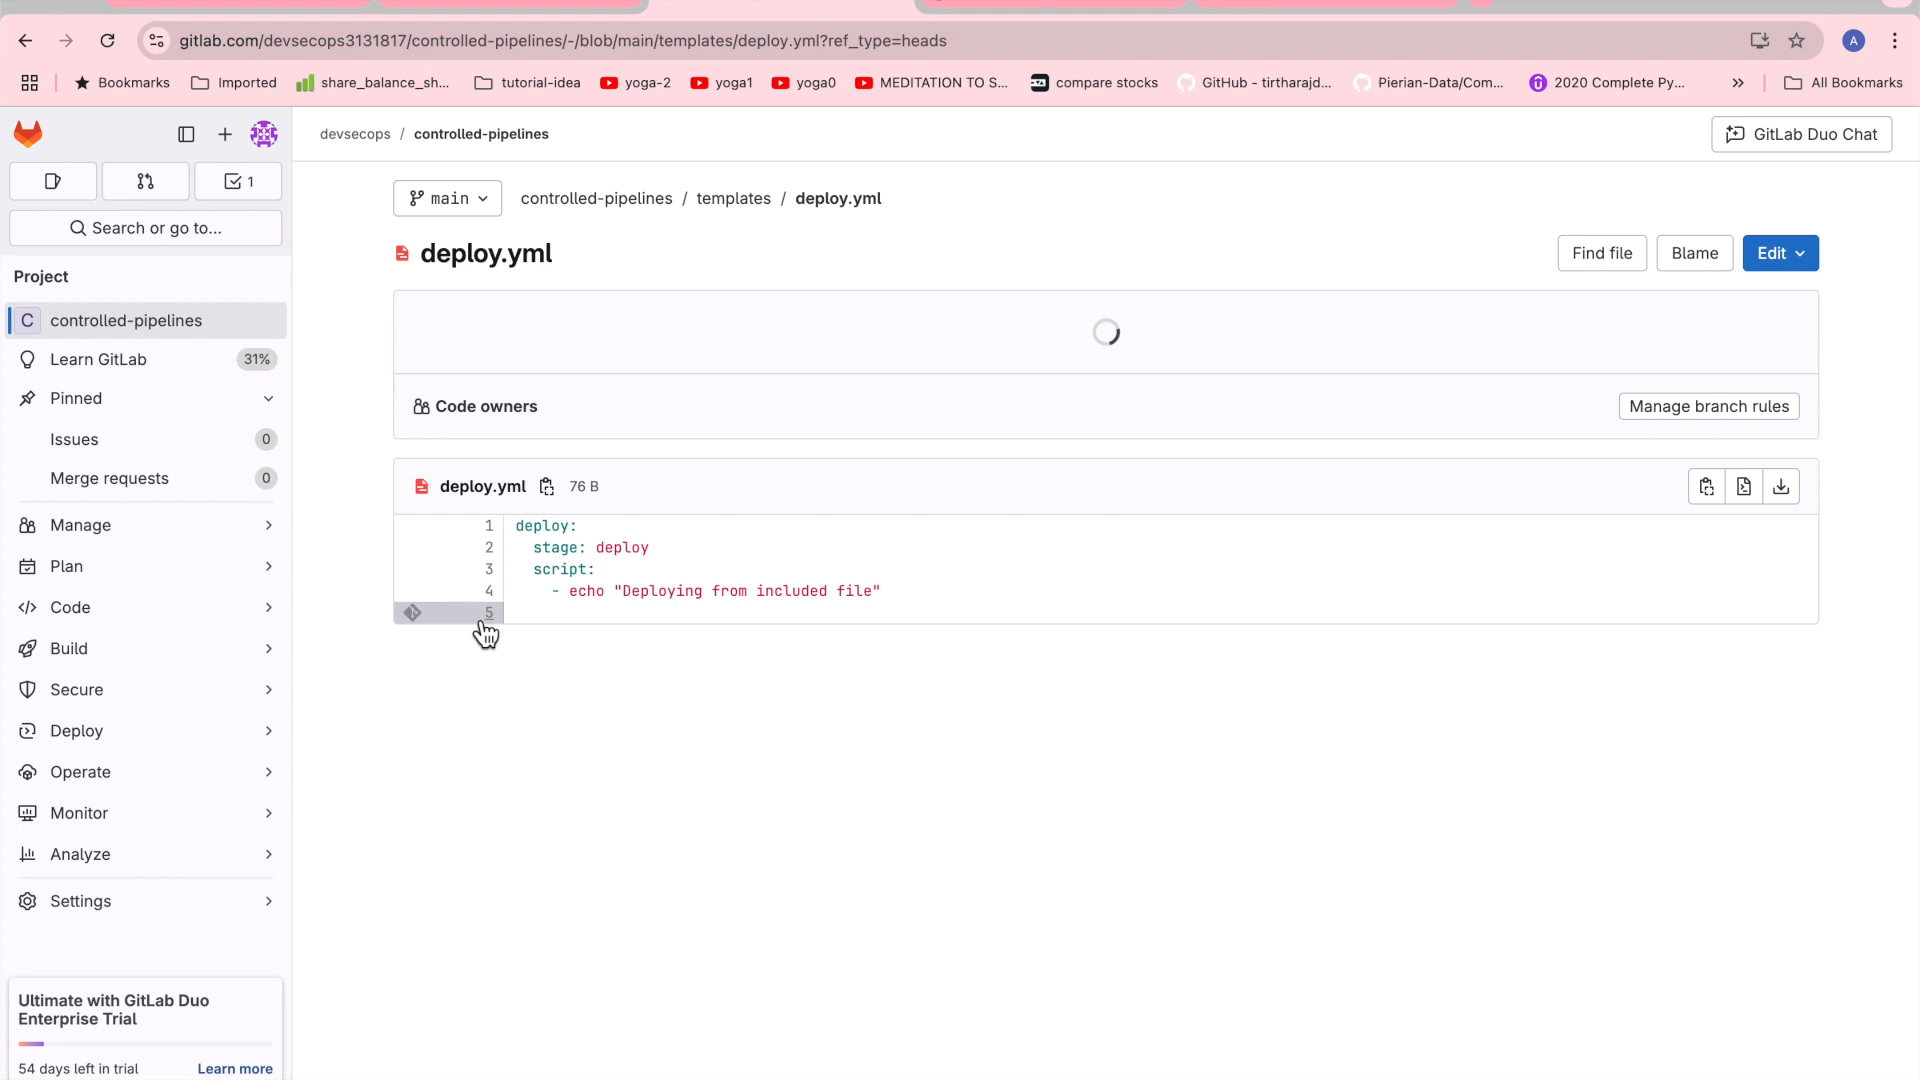 gitlab.com/devsecops3131817/controlled-pipelines/-/blob/main/templates/deploy.yml?ref_type=heads
A
Bookmarks Imported share_balance_sh... tutorial-idea yoga-2 yoga1 yoga0 MEDITATION TO S... compare stocks GitHub - tirtharajd... Pierian-Data/Com... 2020 Complete Py... » All Bookmarks
devsecops / controlled-pipelines
GitLab Duo Chat
1
Search or go to...
Project
C controlled-pipelines
Learn GitLab 31%
Pinned
Issues 0
Merge requests 0
Manage
Plan
Code
Build
Secure
Deploy
Operate
Monitor
Analyze
Settings
Ultimate with GitLab Duo
Enterprise Trial
54 days left in trial Learn more
main controlled-pipelines / templates / deploy.yml
deploy.yml
Find file Blame Edit
Code owners
Manage branch rules
deploy.yml 76 B
1 deploy:
2 stage: deploy
3 script:
4 - echo "Deploying from included file"
5